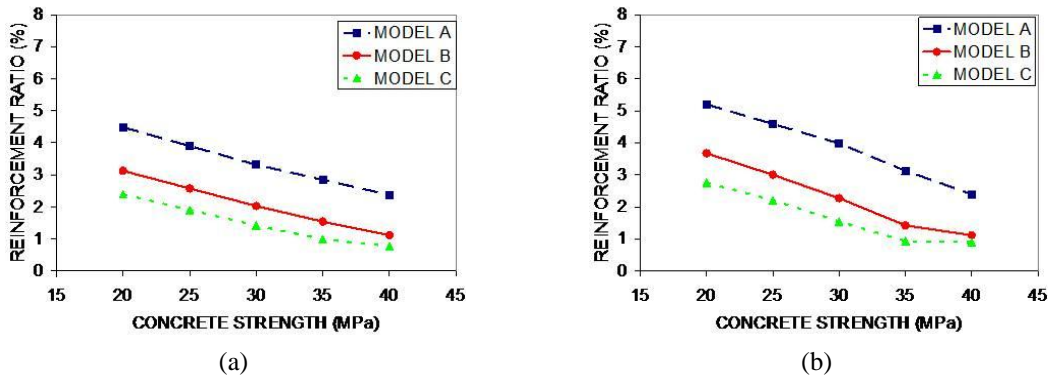 REINFORCEMENT RATIO (%)
8
7
6
5
4
3
2
1
0
MODEL A
MODEL B
MODEL C
15 20 25 30 35 40 45
CONCRETE STRENGTH (MPa)
(a)
REINFORCEMENT RATIO (%)
8
7
6
5
4
3
2
1
0
MODEL A
MODEL B
MODEL C
15 20 25 30 35 40 45
CONCRETE STRENGTH (MPa)
(b)